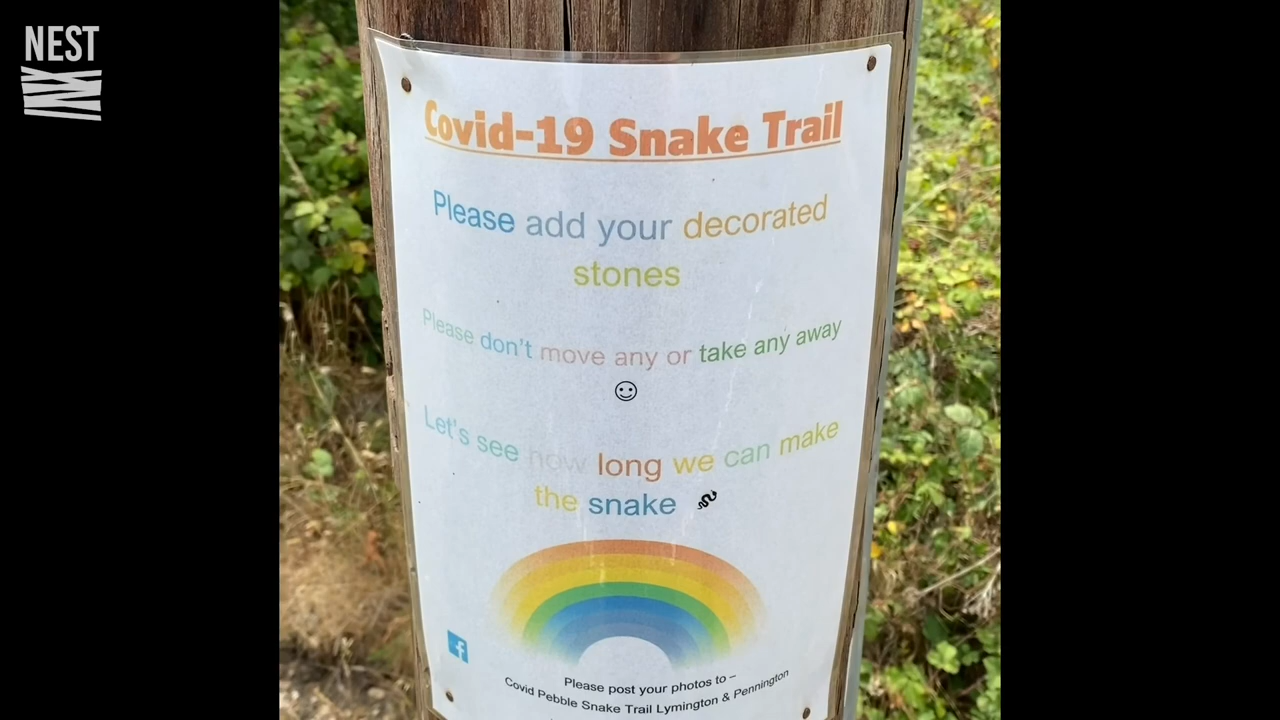 NEST
Covid-19 Snake Trail
Please add your decorated
stones
Please don't move any or take any away
☺
Let's see how long we can make
the snake
Please post your photos to –
Covid Pebble Snake Trail Lymington & Pennington